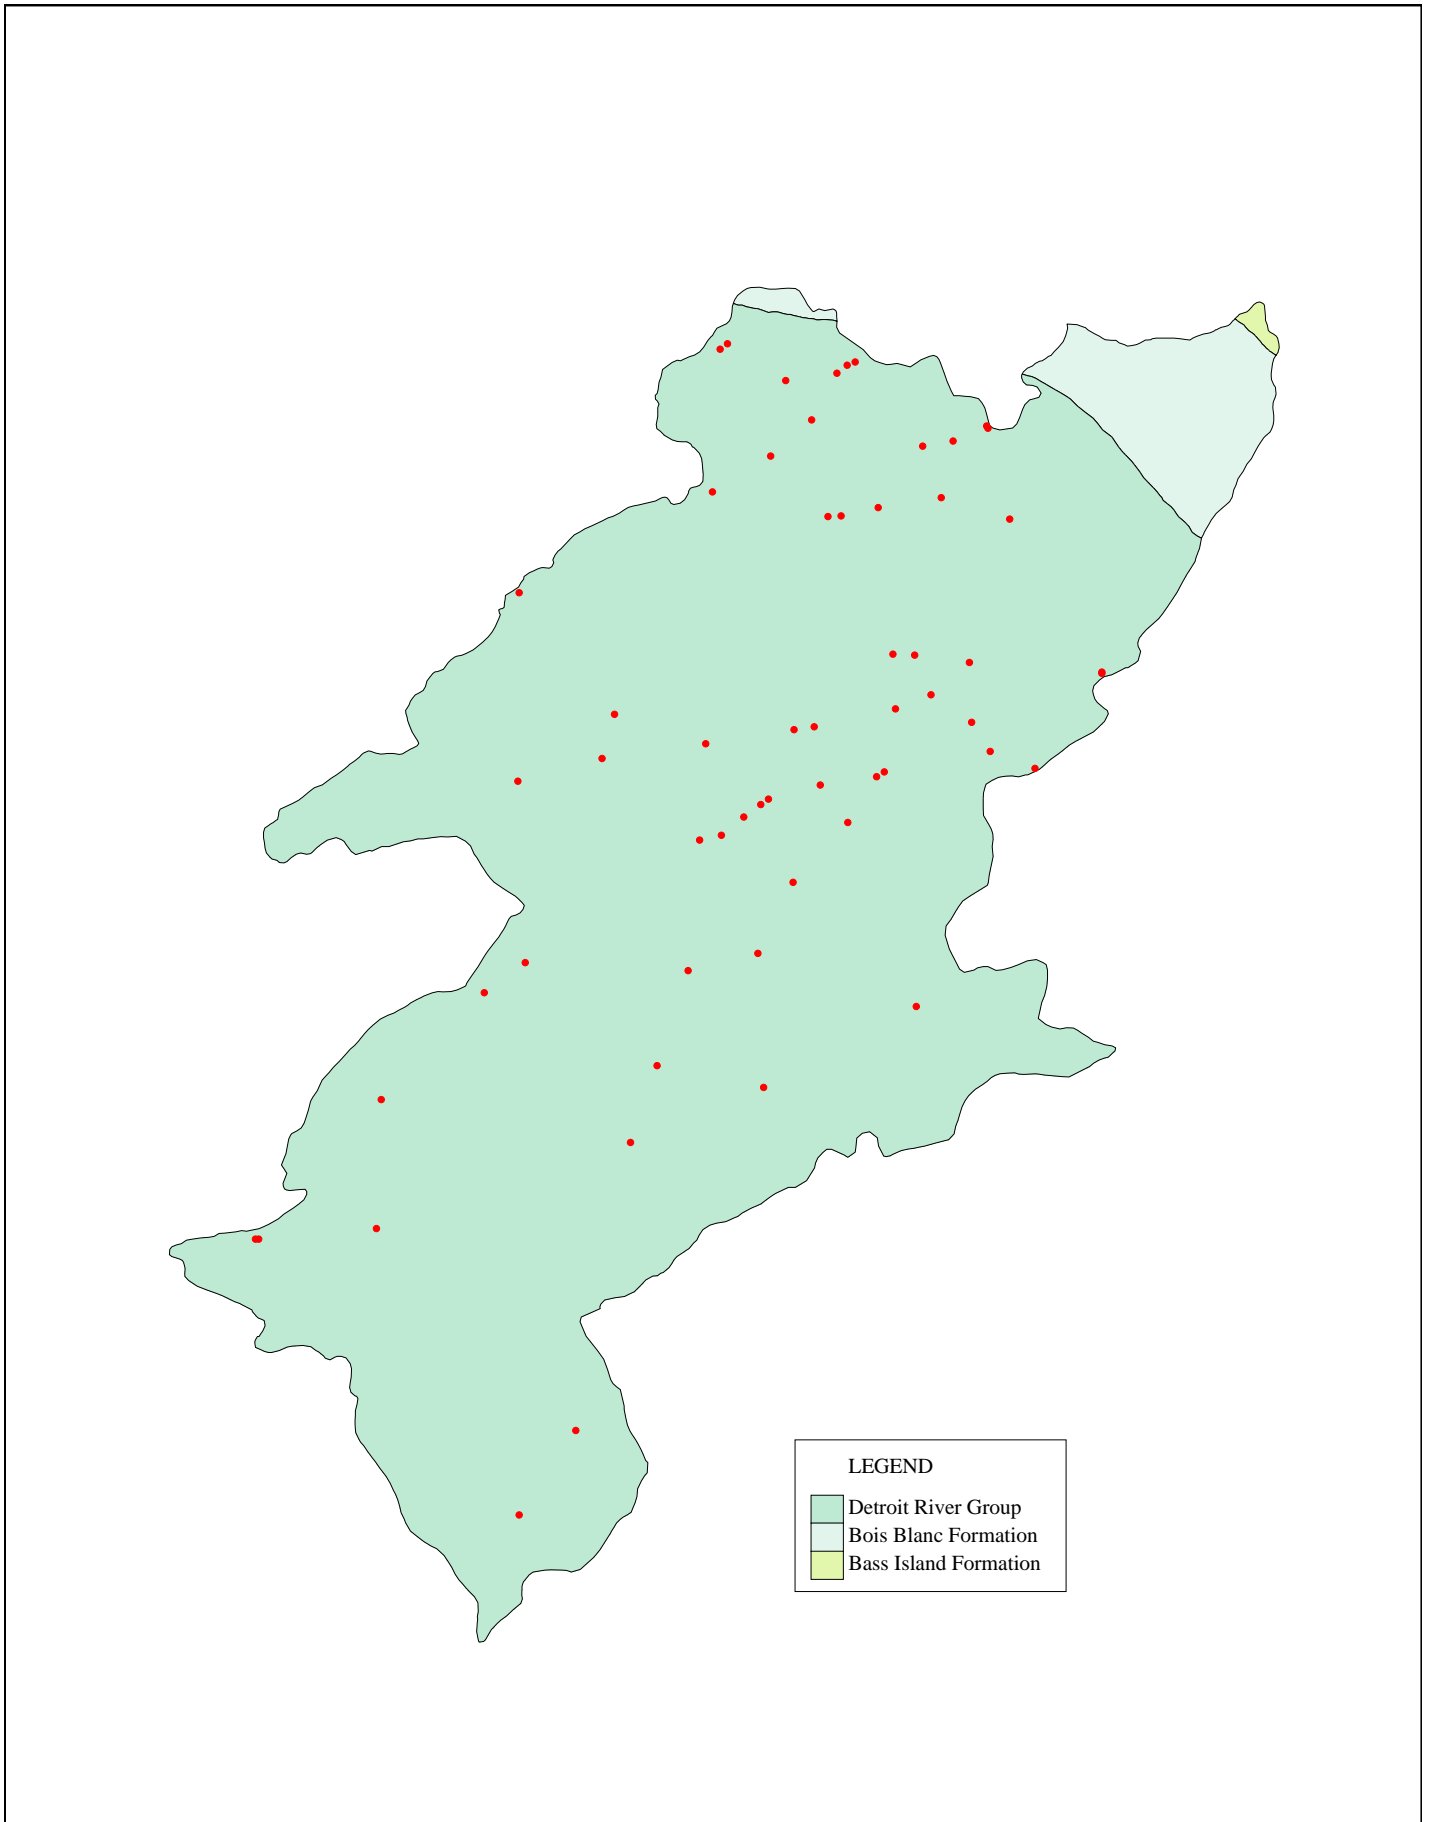 LEGEND
Detroit River Group
Bois Blanc Formation
Bass Island Formation